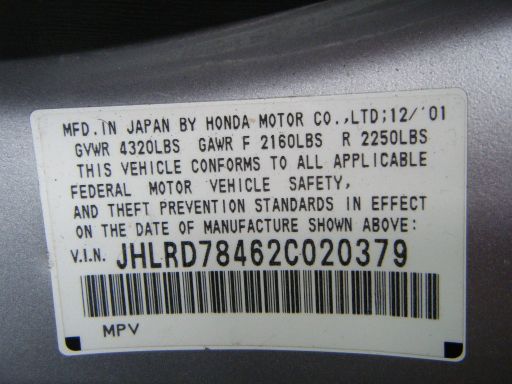 MFD.IN JAPAN BY HONDA MOTOR CO.,LTD;12/'01
GVWR 4320LBS GAWR F 2160LBS R 2250LBS
THIS VEHICLE CONFORMS TO ALL APPLICABLE
FEDERAL MOTOR VEHICLE SAFETY,
AND THEFT PREVENTION STANDARDS IN EFFECT
ON THE DATE OF MANUFACTURE SHOWN ABOVE:
V.I.N. JHLRD78462C020379
MPV